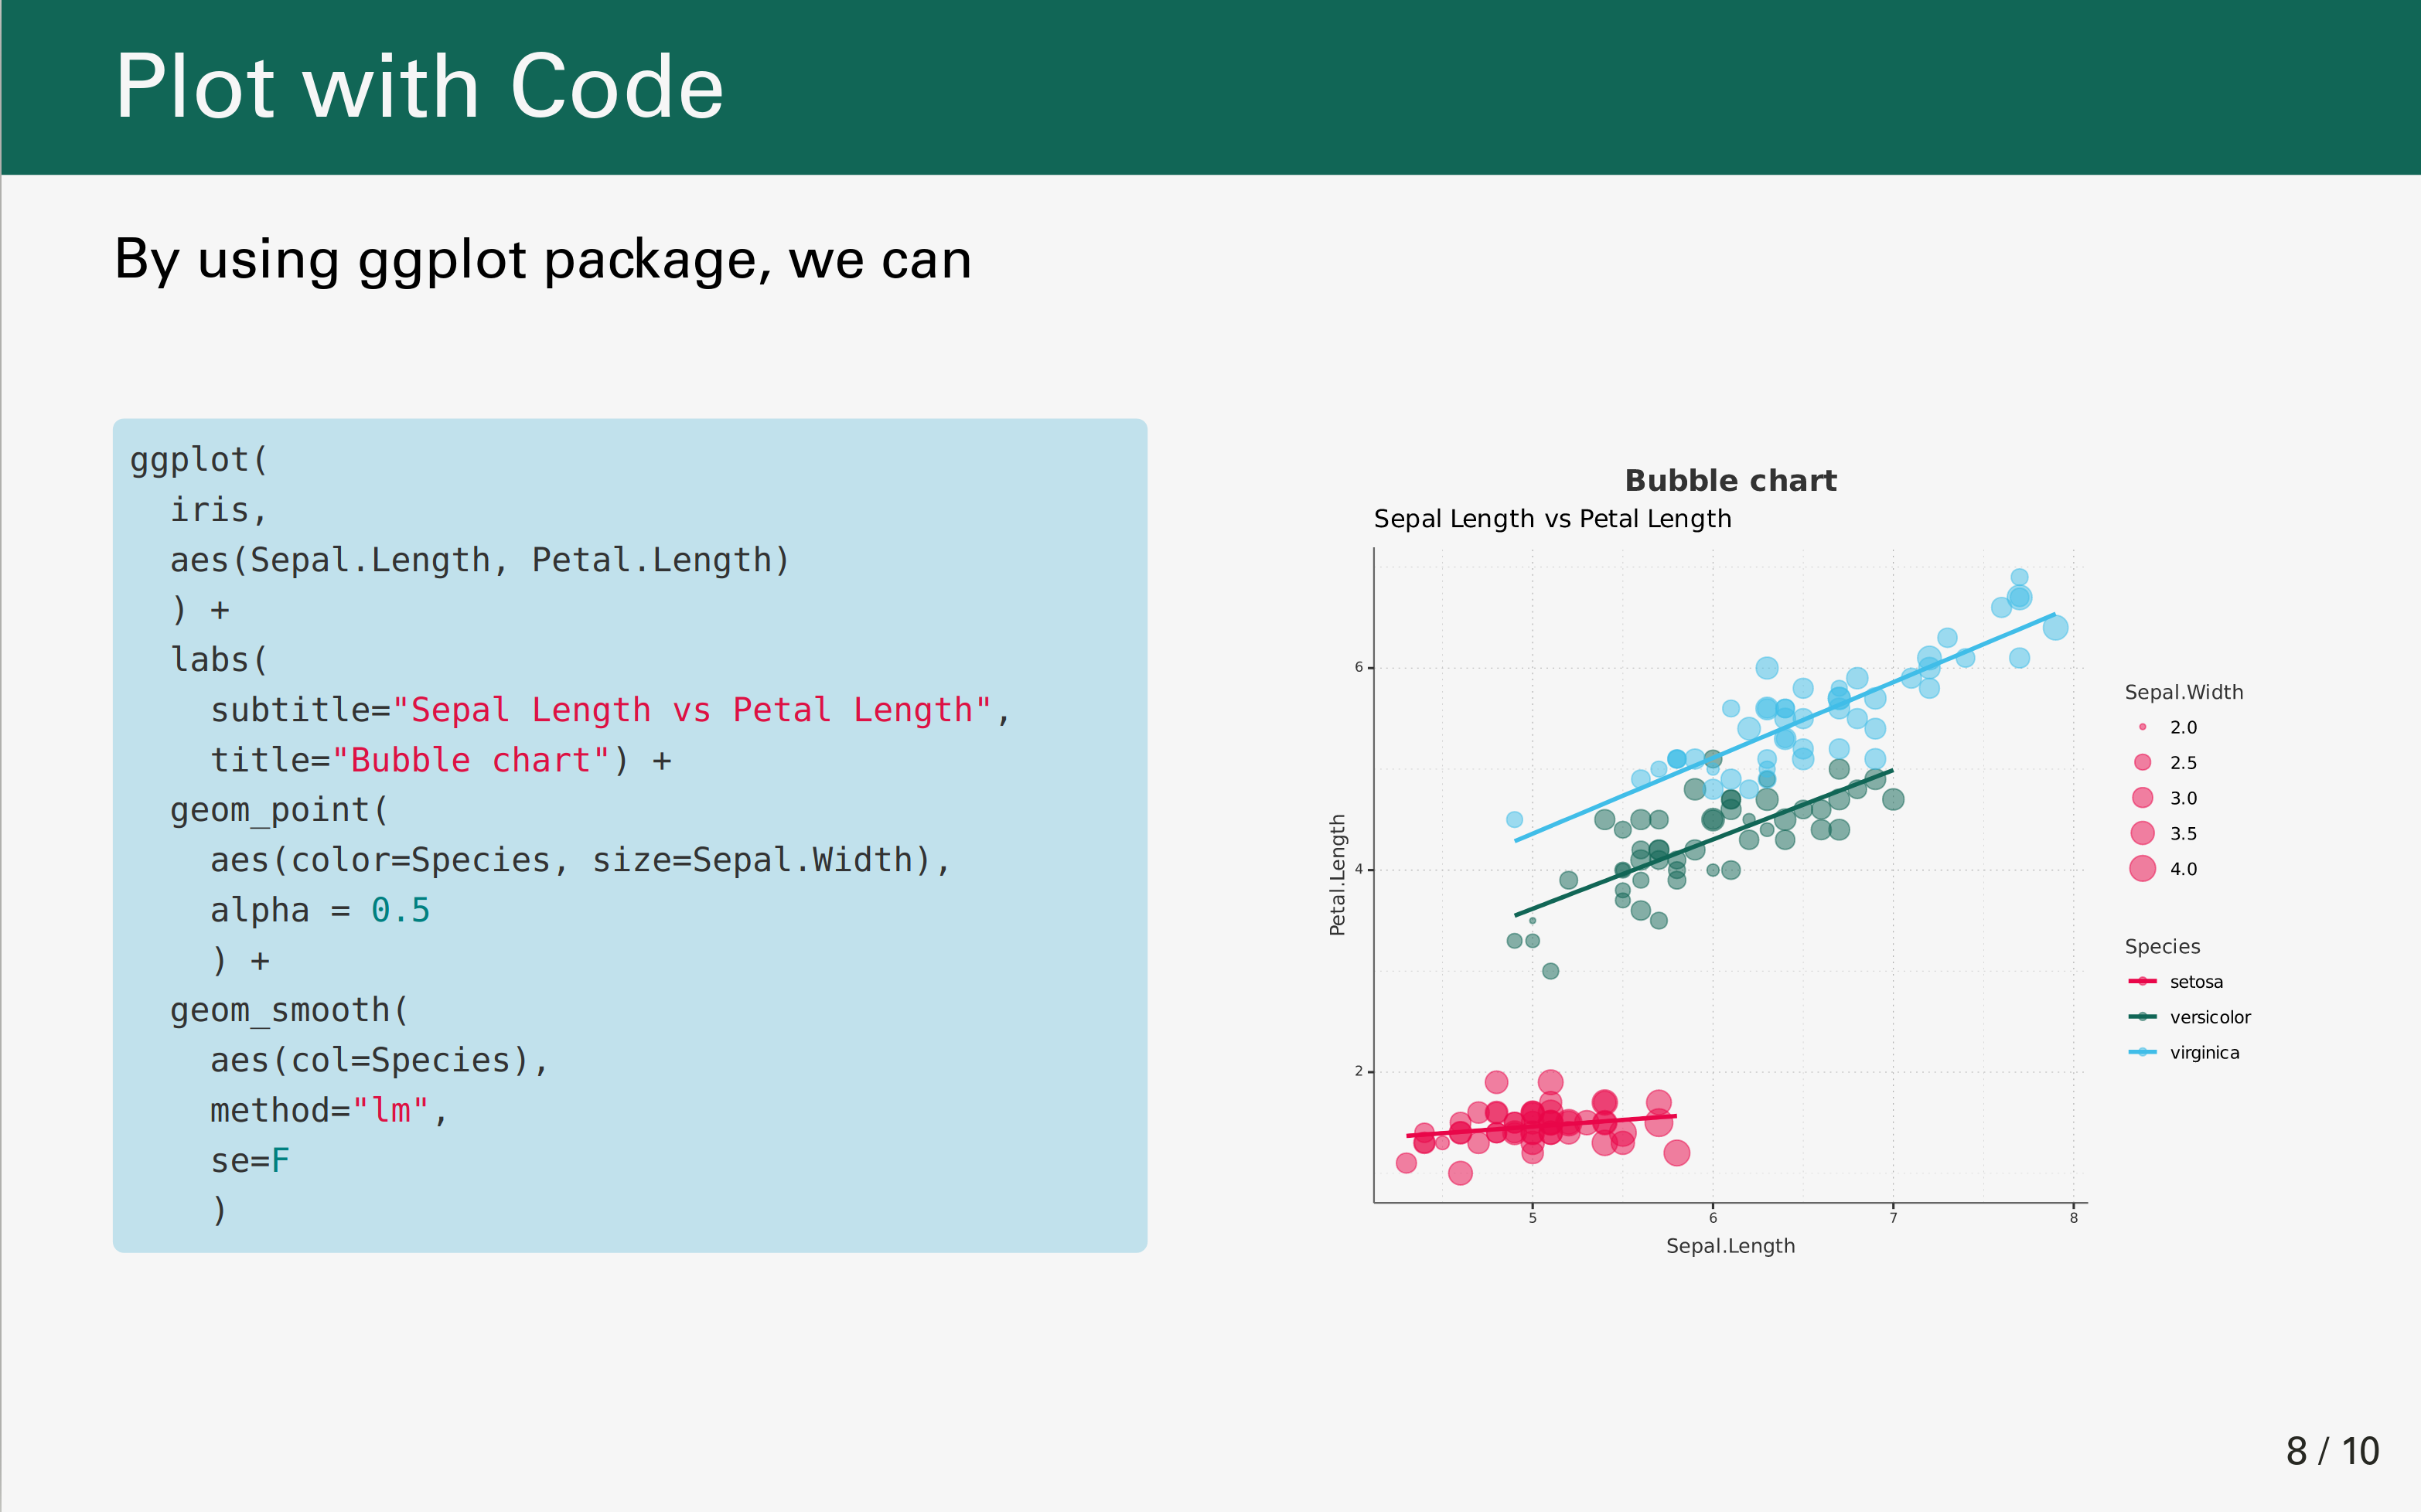 Plot with Code
By using ggplot package, we can
ggplot(
  iris,
  aes(Sepal.Length, Petal.Length)
  ) +
  labs(
    subtitle="Sepal Length vs Petal Length",
    title="Bubble chart") +
  geom_point(
    aes(color=Species, size=Sepal.Width),
    alpha = 0.5
    ) +
  geom_smooth(
    aes(col=Species),
    method="lm",
    se=F
    )
Bubble chart
Sepal Length vs Petal Length
Petal.Length
6
4
2
5
6
7
8
Sepal.Length
Sepal.Width
2.0
2.5
3.0
3.5
4.0
Species
setosa
versicolor
virginica
8 / 10